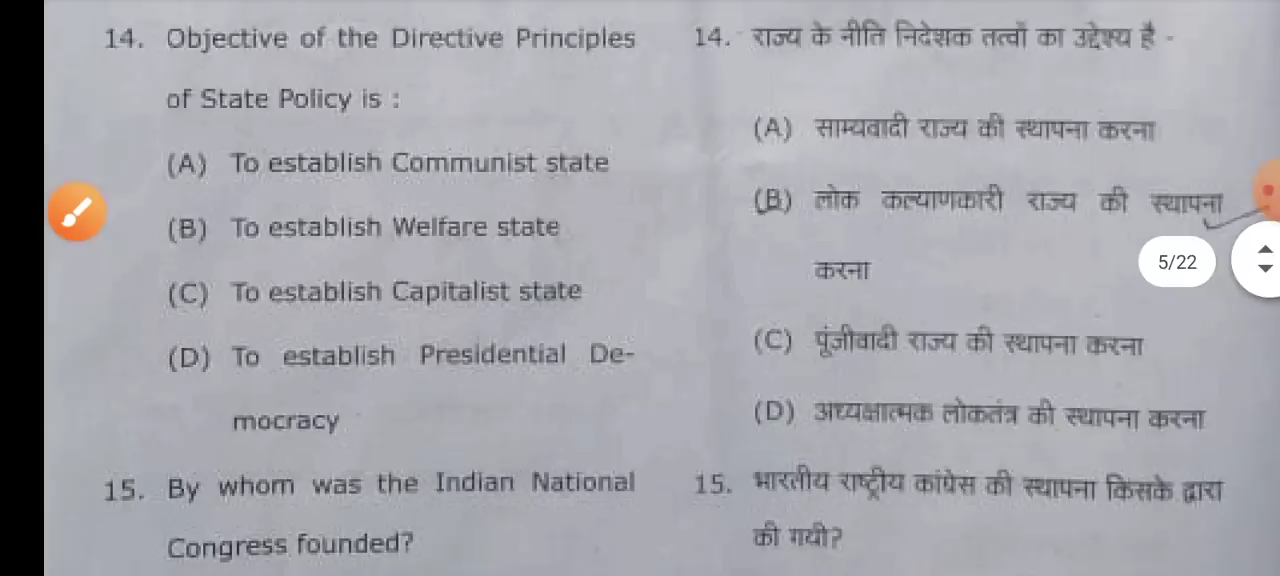 14. Objective of the Directive Principles
of State Policy is :
(A) To establish Communist state
(B) To establish Welfare state
(C) To establish Capitalist state
(D) To establish Presidential De-
mocracy
15. By whom was the Indian National
Congress founded?
14. राज्य के नीति निदेशक तत्वों का उद्देश्य है -
(A) साम्यवादी राज्य की स्थापना करना
(B) लोक कल्याणकारी राज्य की स्थापना
करना
(C) पूंजीवादी राज्य की स्थापना करना
(D) अध्यक्षात्मक लोकतंत्र की स्थापना करना
15. भारतीय राष्ट्रीय कांग्रेस की स्थापना किसके द्वारा
की गयी?
5/22